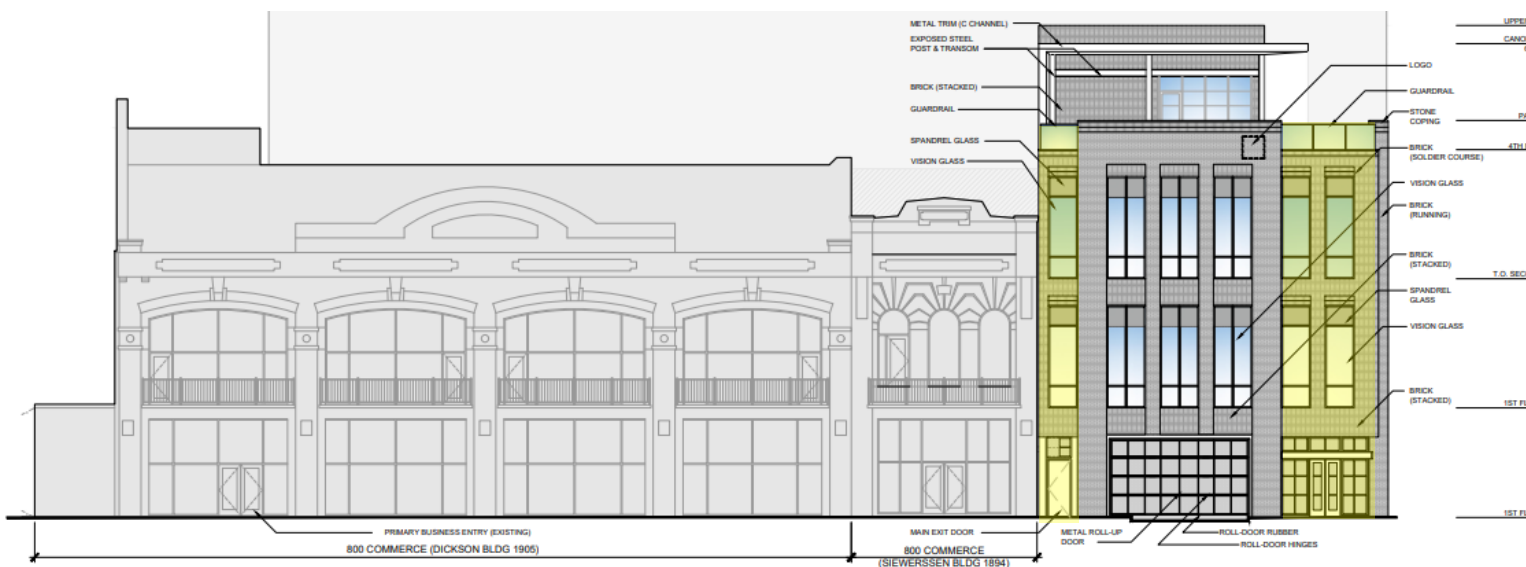 METAL TRIM (C CHANNEL)
EXPOSED STEEL
POST & TRANSOM
BRICK (STACKED)
GUARDRAIL
SPANDREL GLASS
VISION GLASS
LOGO
GUARDRAIL
STONE
COPING
BRICK
(SOLDIER COURSE)
VISION GLASS
BRICK
(RUNNING)
BRICK
(STACKED)
SPANDREL
GLASS
VISION GLASS
BRICK
(STACKED)
UPPE
CANO
PA
4TH
T.O. SEC
1ST FL
1ST FL
PRIMARY BUSINESS ENTRY (EXISTING)
MAIN EXIT DOOR
METAL ROLL-UP
DOOR
ROLL-DOOR RUBBER
ROLL-DOOR HINGES
800 COMMERCE (DICKSON BLDG 1905)
800 COMMERCE
(SIEWERSSEN BLDG 1894)